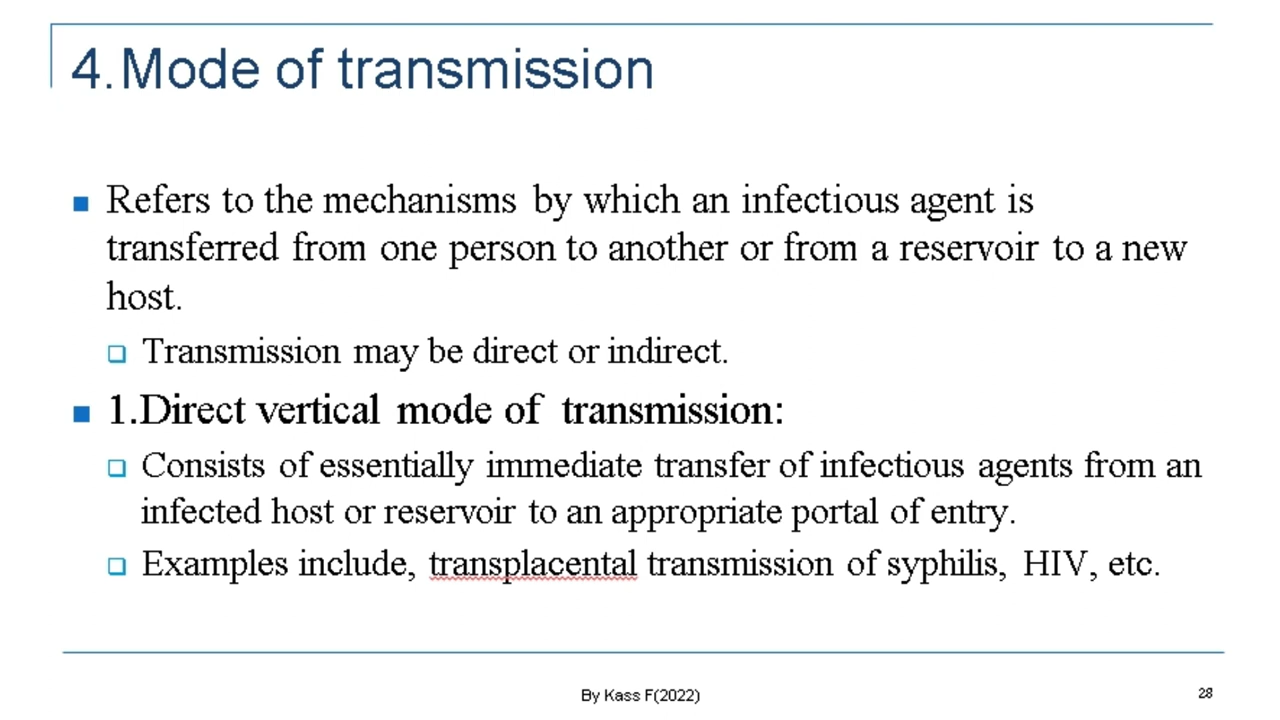 4.Mode of transmission
Refers to the mechanisms by which an infectious agent is
transferred from one person to another or from a reservoir to a new
host.
Transmission may be direct or indirect.
1.Direct vertical mode of transmission:
Consists of essentially immediate transfer of infectious agents from an
infected host or reservoir to an appropriate portal of entry.
Examples include, transplacental transmission of syphilis, HIV, etc.
By Kass F(2022)
28